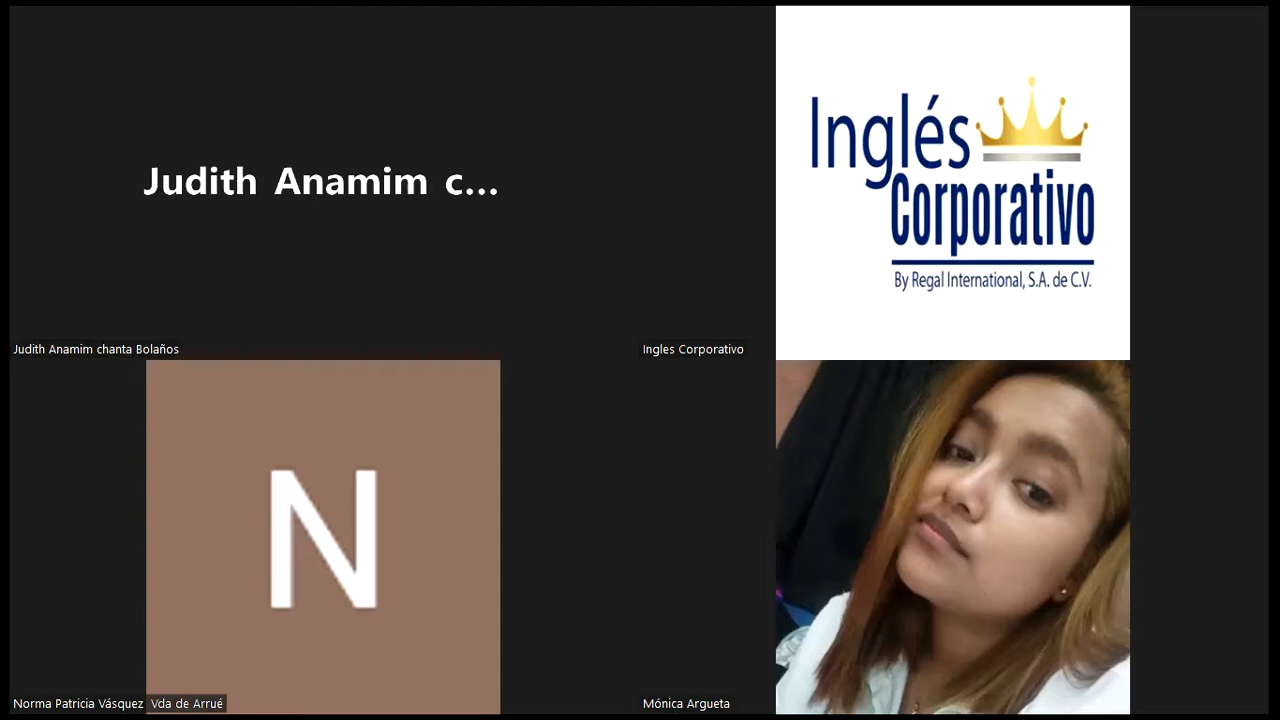 Judith Anamim c...
Inglés
Corporativo
By Regal International, S.A. de C.V.
Judith Anamim chanta Bolaños
Ingles Corporativo
N
Norma Patricia Vásquez Vda de Arrué
Mónica Argueta